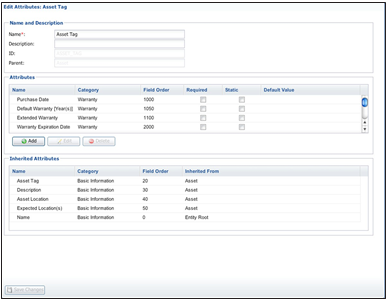 Edit Attributes: Asset Tag
Name and Description
Name*: Asset Tag
Description:
ID:
Parent:
Attributes
Name Category Field Order Required Static Default Value
Purchase Date Warranty 1000
Default Warranty [Year(s)] Warranty 1050
Extended Warranty Warranty 1100
Warranty Expiration Date Warranty 2000
Add Edit Delete
Inherited Attributes
Name Category Field Order Inherited From
Asset Tag Basic Information 20 Asset
Description Basic Information 30 Asset
Asset Location Basic Information 40 Asset
Expected Location(s) Basic Information 50 Asset
Name Basic Information 0 Entity Root
Save Changes